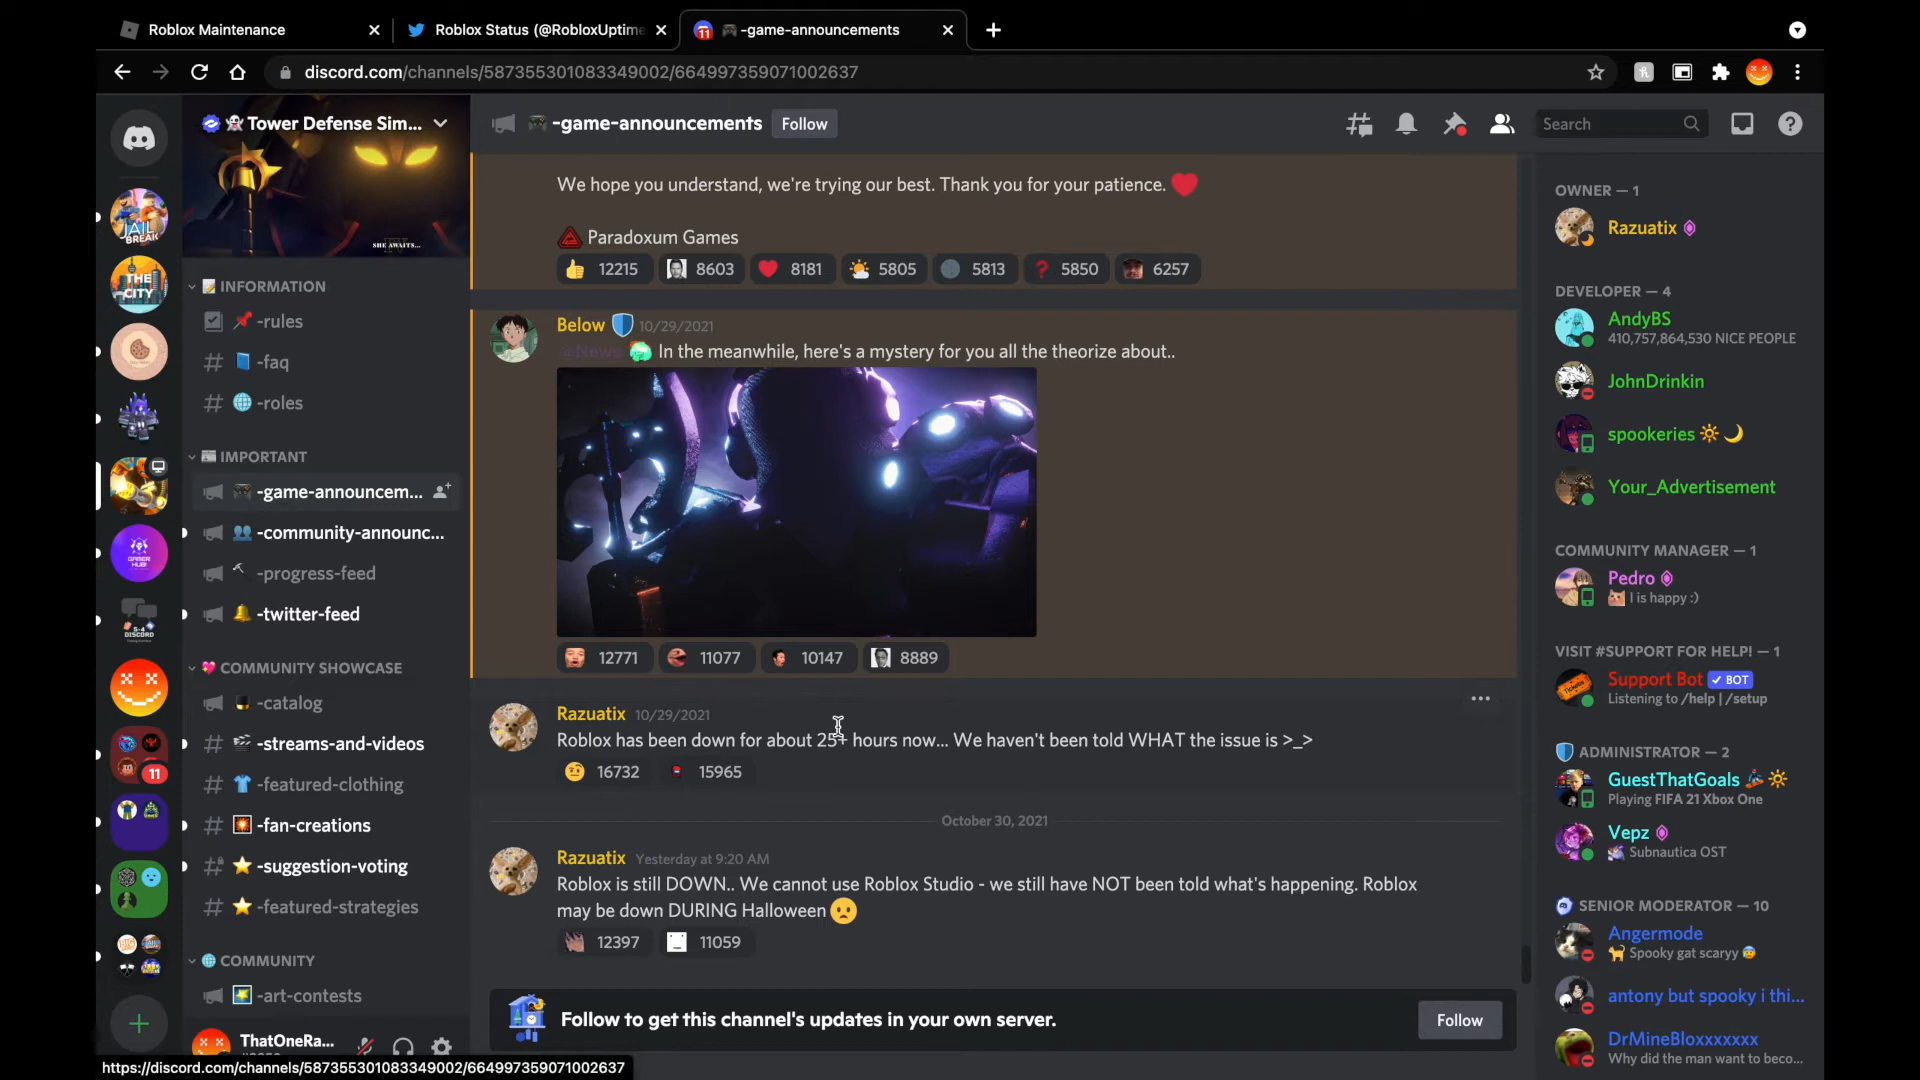 Roblox Maintenance
Roblox Status (@RobloxUptime
11
-game-announcements
discord.com/channels/587355301083349002/664997359071002637
Tower Defense Sim...
-game-announcements
Follow
Search
SHE AWAITS...
JAIL BREAK
THE CITY
GAMER HUB!
DISCORD
11
INFORMATION
-rules
-faq
-roles
IMPORTANT
-game-announcem...
-community-announc...
-progress-feed
-twitter-feed
COMMUNITY SHOWCASE
-catalog
-streams-and-videos
-featured-clothing
-fan-creations
-suggestion-voting
-featured-strategies
COMMUNITY
-art-contests
ThatOneRa...
https://discord.com/channels/587355301083349002/664997359071002637
We hope you understand, we're trying our best. Thank you for your patience.
Paradoxum Games
12215 8603 8181 5805 5813 5850 6257
Below 10/29/2021
@News In the meanwhile, here's a mystery for you all the theorize about..
12771 11077 10147 8889
Razuatix 10/29/2021
Roblox has been down for about 25+ hours now... We haven't been told WHAT the issue is >_>
16732 15965
October 30, 2021
Razuatix Yesterday at 9:20 AM
Roblox is still DOWN.. We cannot use Roblox Studio - we still have NOT been told what's happening. Roblox
may be down DURING Halloween
12397 11059
Follow to get this channel's updates in your own server.
Follow
OWNER — 1
Razuatix
DEVELOPER — 4
AndyBS
410,757,864,530 NICE PEOPLE
JohnDrinkin
spookeries
Your_Advertisement
COMMUNITY MANAGER — 1
Pedro
I is happy :)
VISIT #SUPPORT FOR HELP! — 1
Support Bot BOT
Listening to /help | /setup
ADMINISTRATOR — 2
GuestThatGoals
Playing FIFA 21 Xbox One
Vepz
Subnautica OST
SENIOR MODERATOR — 10
Angermode
Spooky gat scaryy
antony but spooky i thi...
DrMineBloxxxxxxx
Why did the man want to beco...